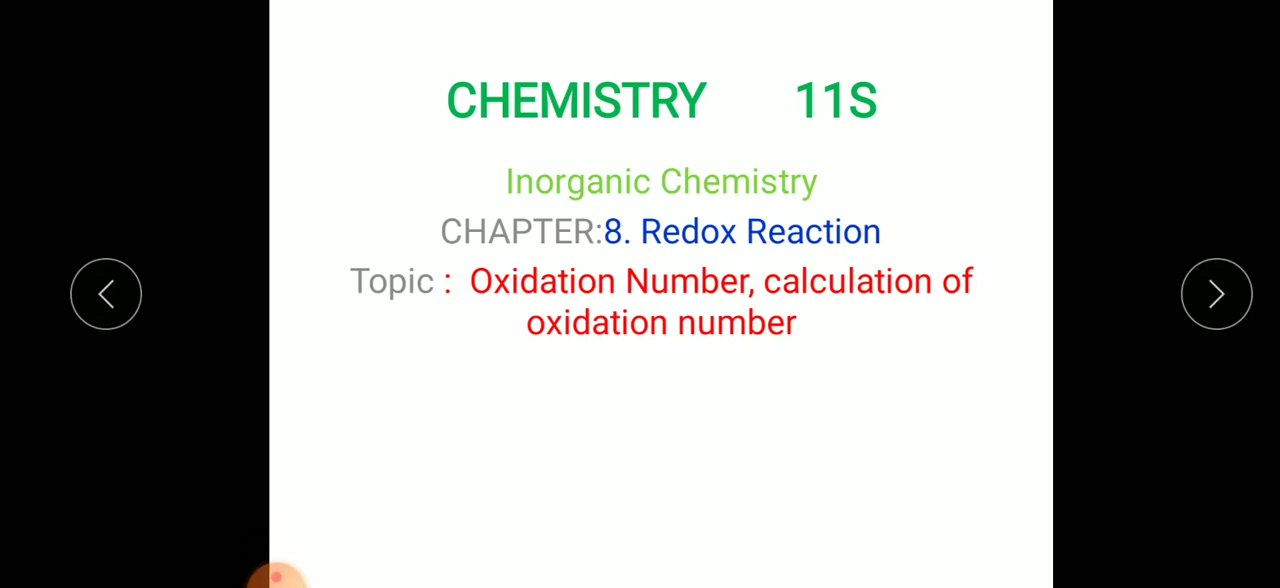 CHEMISTRY 11S
Inorganic Chemistry
CHAPTER:8. Redox Reaction
Topic : Oxidation Number, calculation of
oxidation number